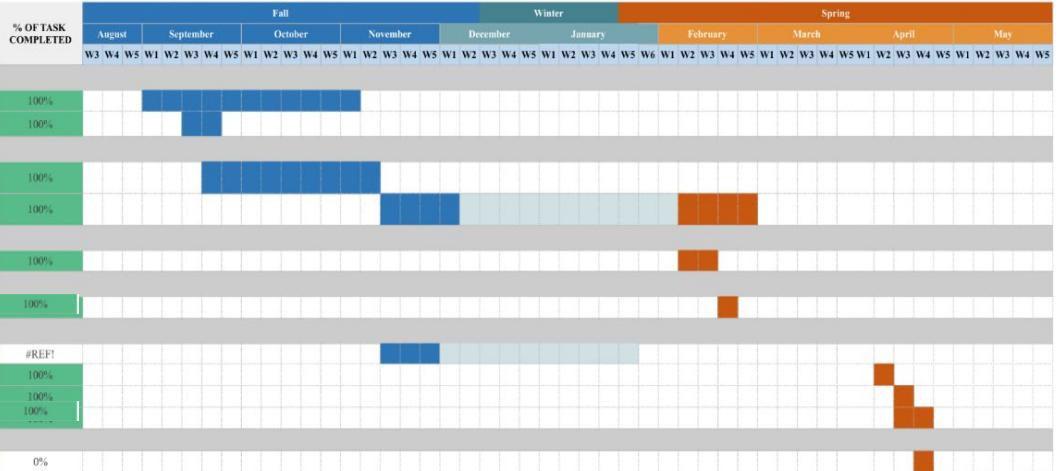 Fall Winter Spring
% OF TASK COMPLETED
August September October November December January February March April May
W3 W4 W5 W1 W2 W3 W4 W5 W1 W2 W3 W4 W5 W1 W2 W3 W4 W5 W1 W2 W3 W4 W5 W1 W2 W3 W4 W5 W6 W1 W2 W3 W4 W5 W1 W2 W3 W4 W5 W1 W2 W3 W4 W5 W1 W2 W3 W4 W5
100%
100%
100%
100%
100%
100%
#REF!
100%
100%
100%
0%